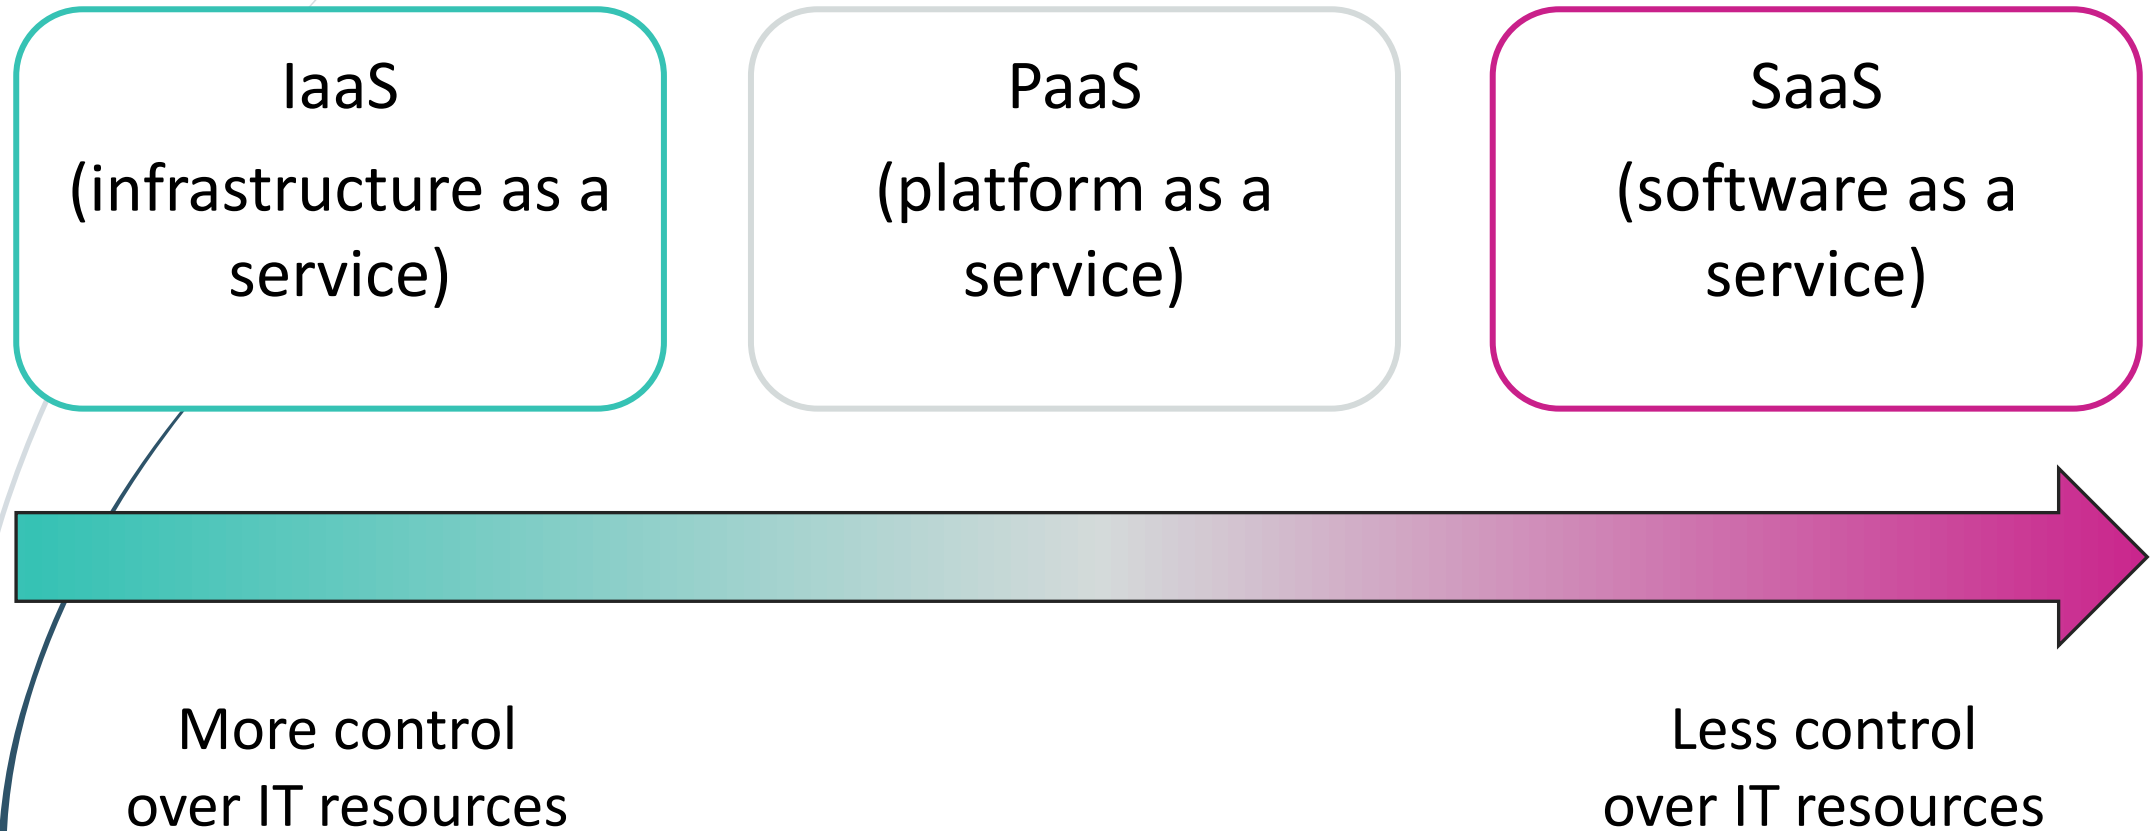 IaaS
(infrastructure as a
service)
PaaS
(platform as a
service)
SaaS
(software as a
service)
More control
over IT resources
Less control
over IT resources